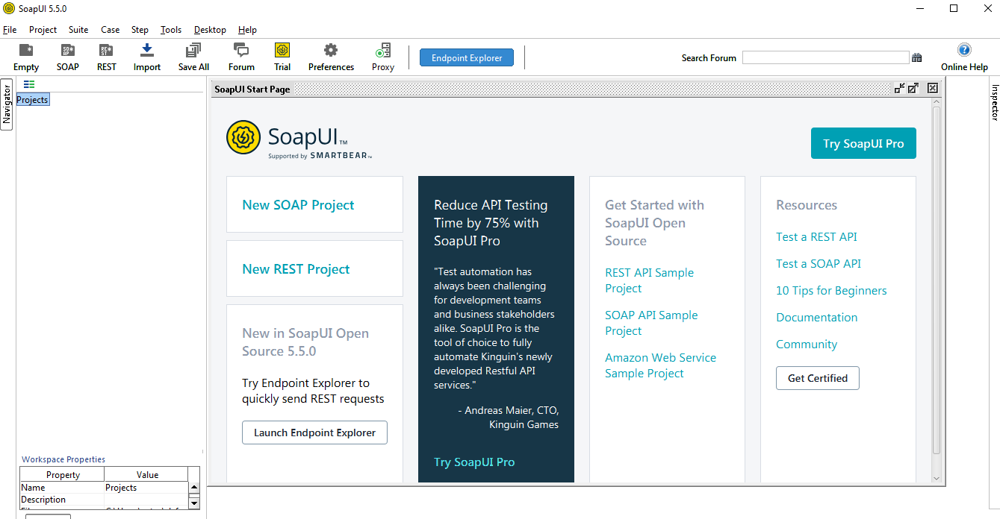 SoapUI 5.5.0
File Project Suite Case Step Tools Desktop Help
Empty SOAP REST Import Save All Forum Trial Preferences Proxy
Endpoint Explorer
Search Forum
Online Help
Navigator
Projects
SoapUI Start Page
Inspector
SoapUI™
Supported by SMARTBEAR™
Try SoapUI Pro
New SOAP Project
New REST Project
New in SoapUI Open
Source 5.5.0
Try Endpoint Explorer to
quickly send REST requests
Launch Endpoint Explorer
Reduce API Testing
Time by 75% with
SoapUI Pro
"Test automation has
always been challenging
for development teams
and business stakeholders
alike. SoapUI Pro is the
tool of choice to fully
automate Kinguin's newly
developed Restful API
services."
- Andreas Maier, CTO,
Kinguin Games
Try SoapUI Pro
Get Started with
SoapUI Open
Source
REST API Sample
Project
SOAP API Sample
Project
Amazon Web Service
Sample Project
Resources
Test a REST API
Test a SOAP API
10 Tips for Beginners
Documentation
Community
Get Certified
Workspace Properties
Property Value
Name Projects
Description